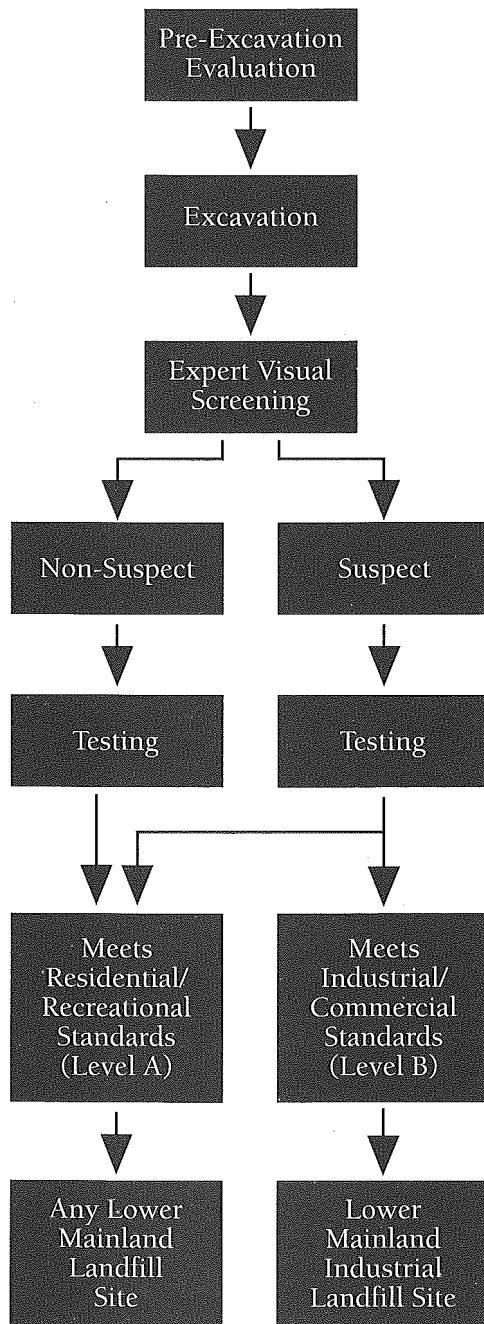 Pre-Excavation
Evaluation
Excavation
Expert Visual
Screening
Non-Suspect
Suspect
Testing
Testing
Meets
Residential/
Recreational
Standards
(Level A)
Meets
Industrial/
Commercial
Standards
(Level B)
Any Lower
Mainland
Landfill
Site
Lower
Mainland
Industrial
Landfill Site